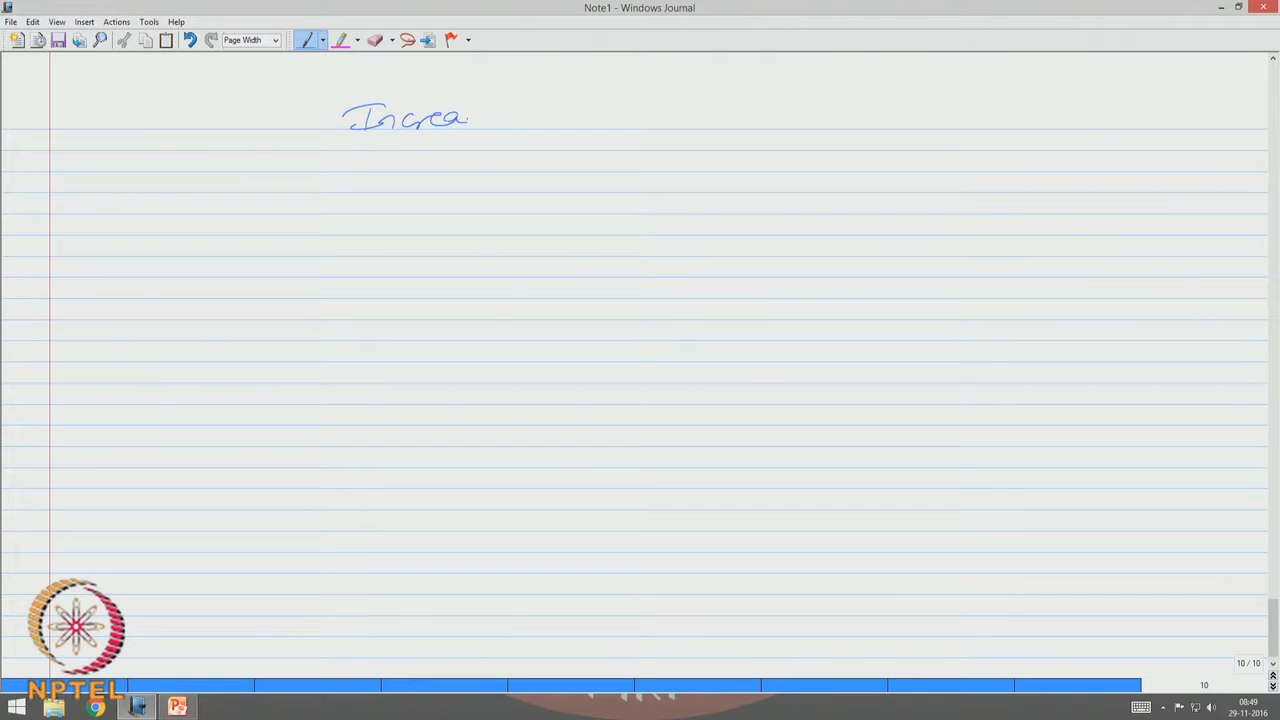 Note1 - Windows Journal
File Edit View Insert Actions Tools Help
Page Width
Increa
10 / 10
10
NPTEL
08:49
29-11-2016